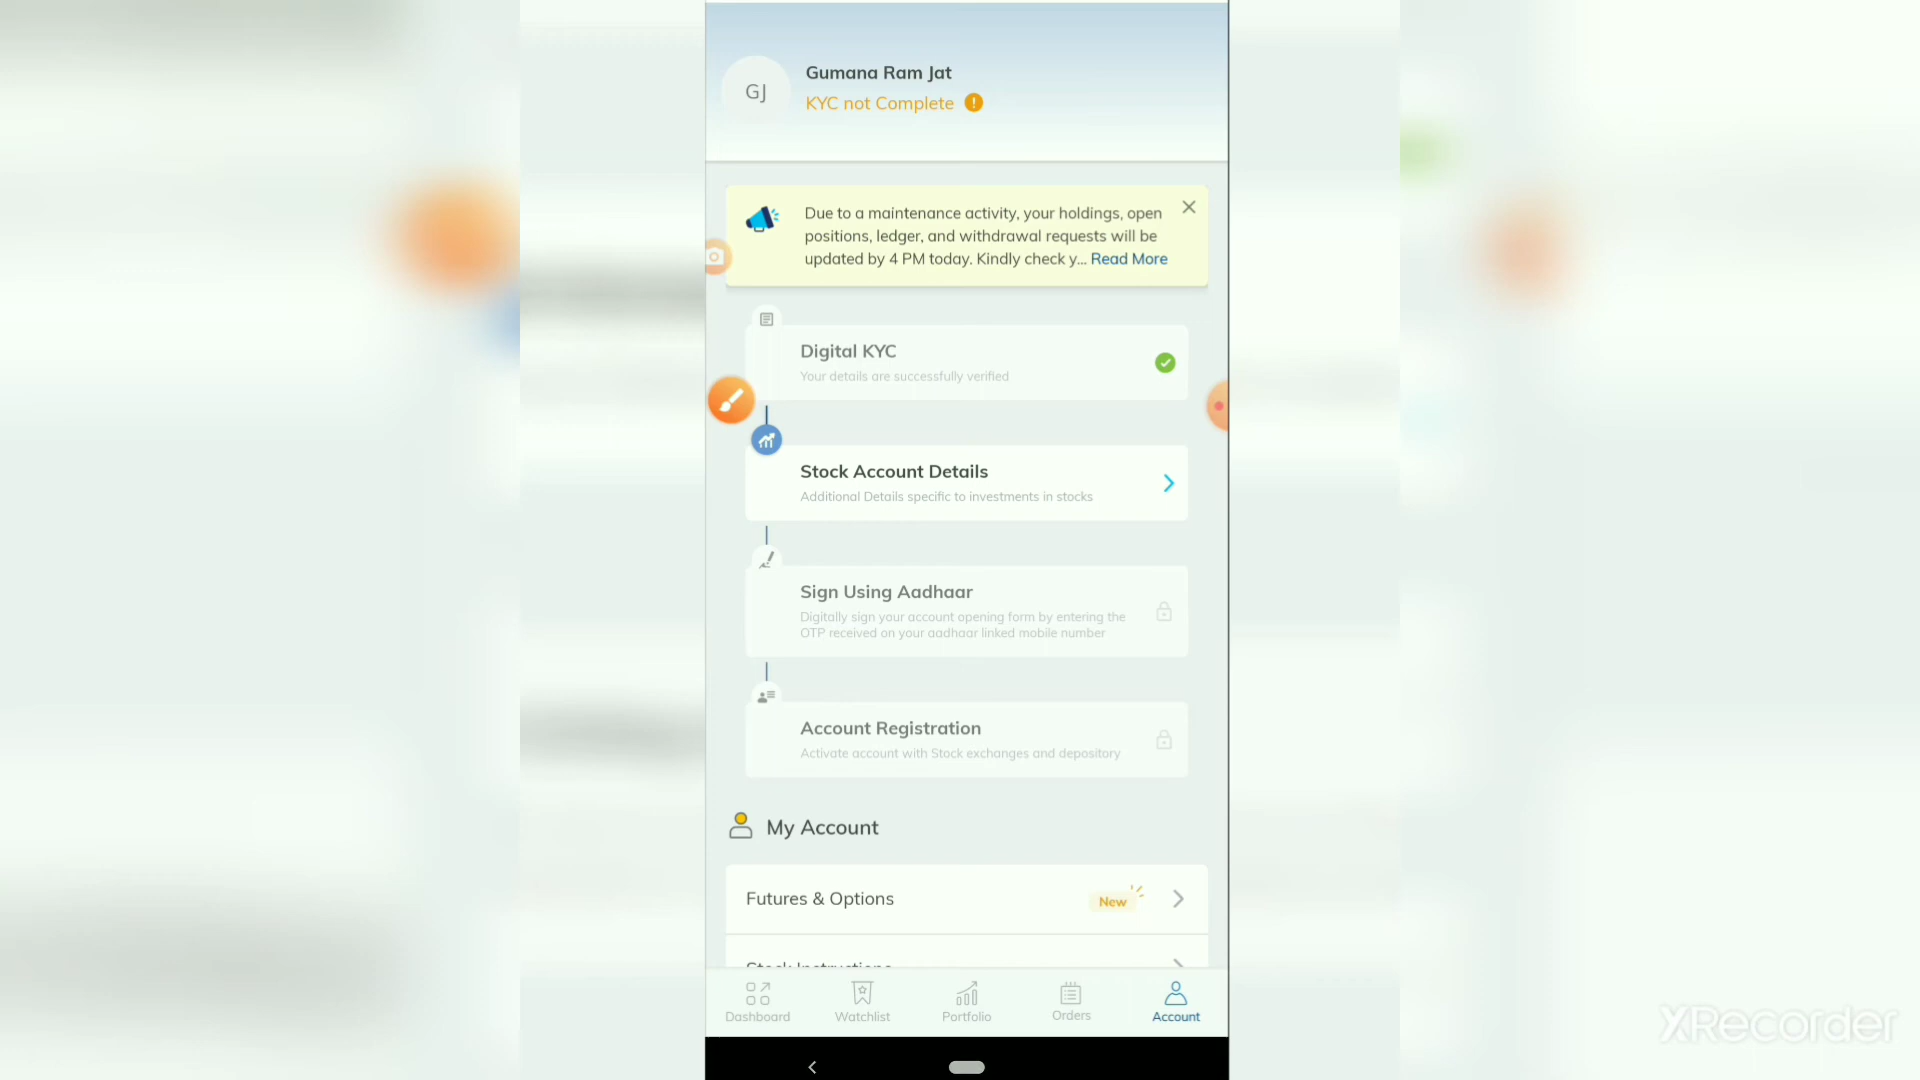 Gumana Ram Jat
GJ
KYC not Complete
Due to a maintenance activity, your holdings, open
positions, ledger, and withdrawal requests will be
updated by 4 PM today. Kindly check y... Read More
Digital KYC
Your details are successfully verified
Stock Account Details
Additional Details specific to investments in stocks
Sign Using Aadhaar
Digitally sign your account opening form by entering the
OTP received on your aadhaar linked mobile number
Account Registration
Activate account with Stock exchanges and depository
My Account
Futures & Options New
Stock Instructions
Dashboard Watchlist Portfolio Orders Account
XRecorder